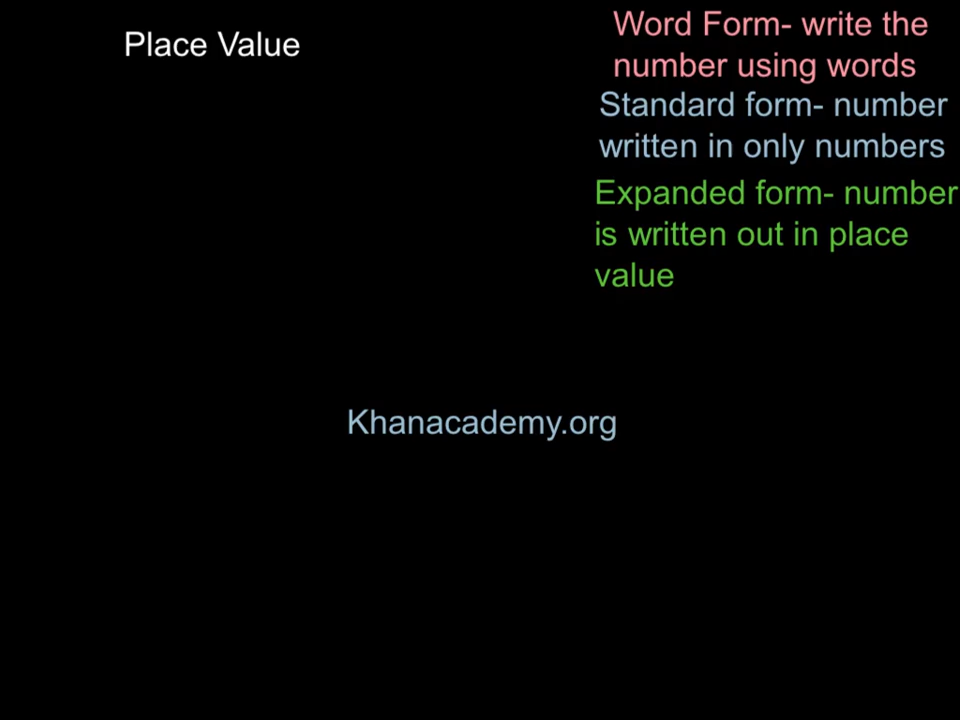 Place Value
Word Form- write the
number using words
Standard form- number
written in only numbers
Expanded form- number
is written out in place
value
Khanacademy.org